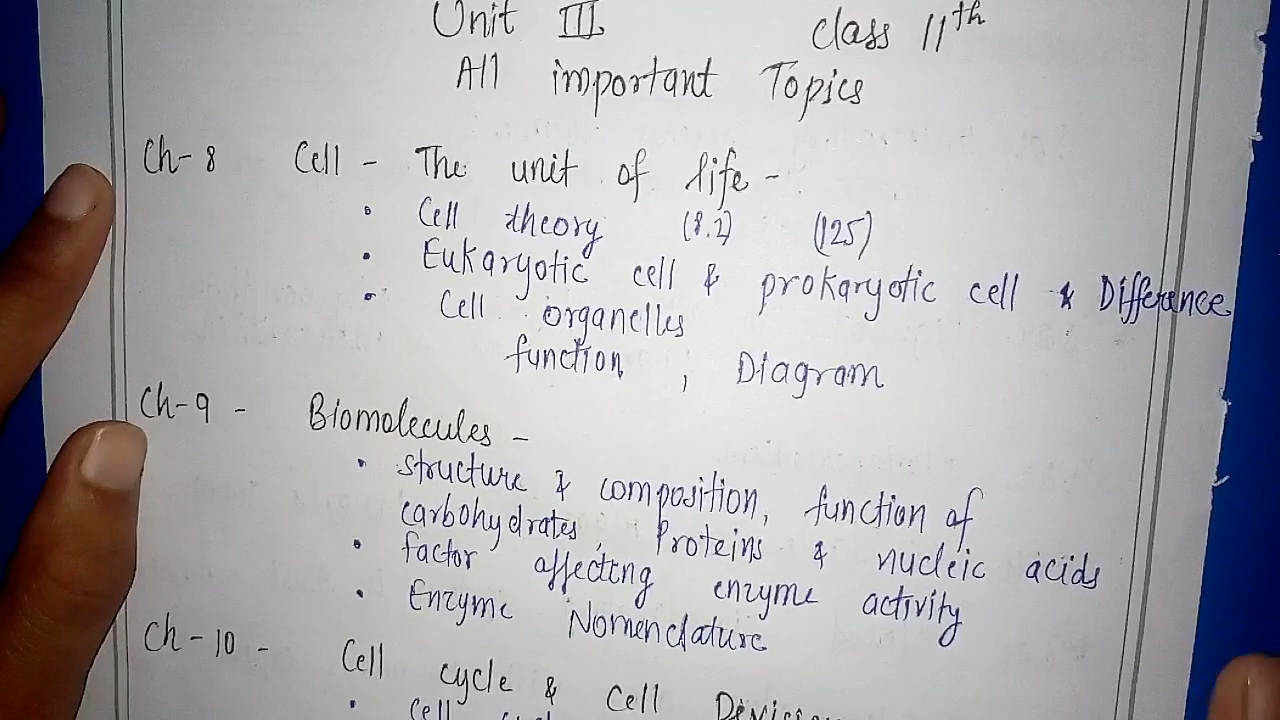 Unit III Class 11th
All important Topics
Ch-8 Cell - The unit of life -
• Cell theory (8.2) (125)
• Eukaryotic cell & prokaryotic cell & Difference
• Cell organelles
function, Diagram
Ch-9 - Biomolecules -
• structure & composition, function of
carbohydrates, Proteins & nucleic acids
• factor affecting enzyme activity
• Enzyme Nomenclature
Ch-10 - Cell cycle & Cell Division
• Cell